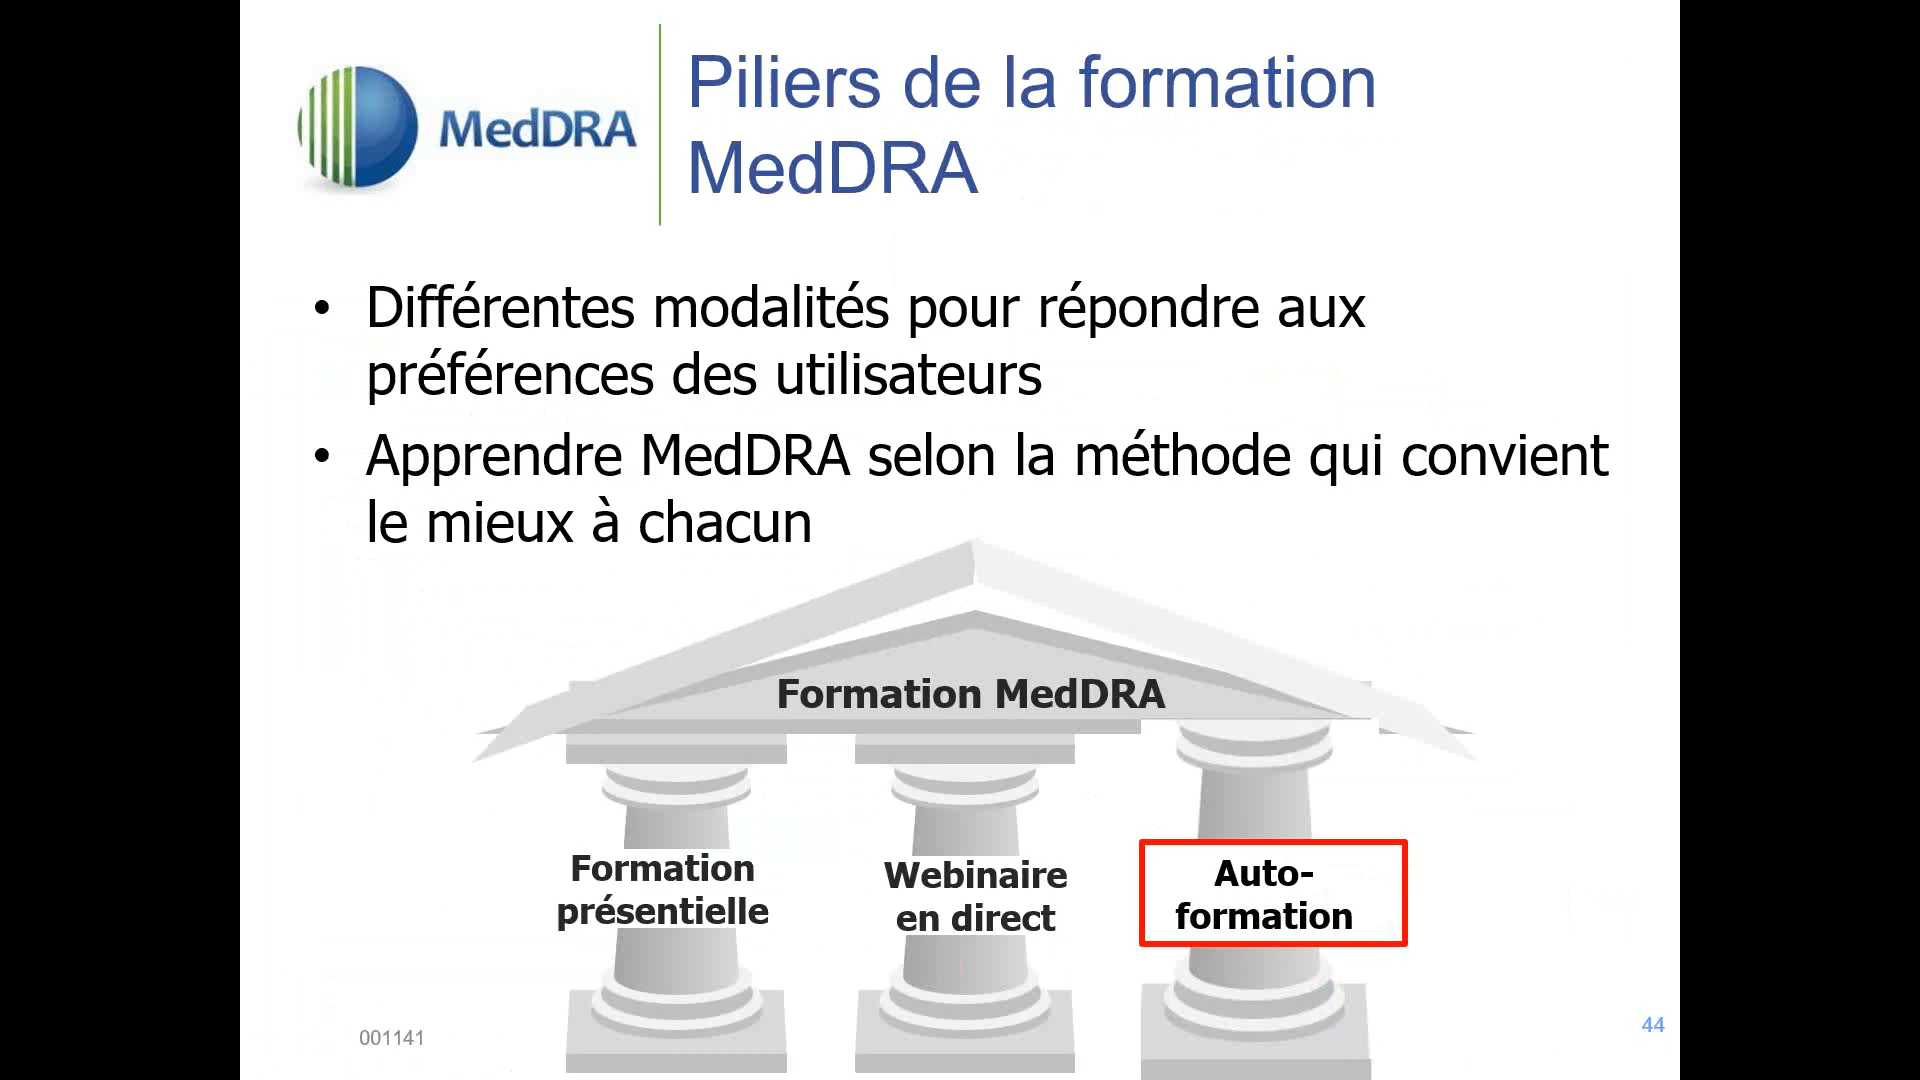 MedDRA
Piliers de la formation
MedDRA
• Différentes modalités pour répondre aux
préférences des utilisateurs
• Apprendre MedDRA selon la méthode qui convient
le mieux à chacun
Formation MedDRA
Formation
présentielle
Webinaire
en direct
Auto-
formation
001141
44